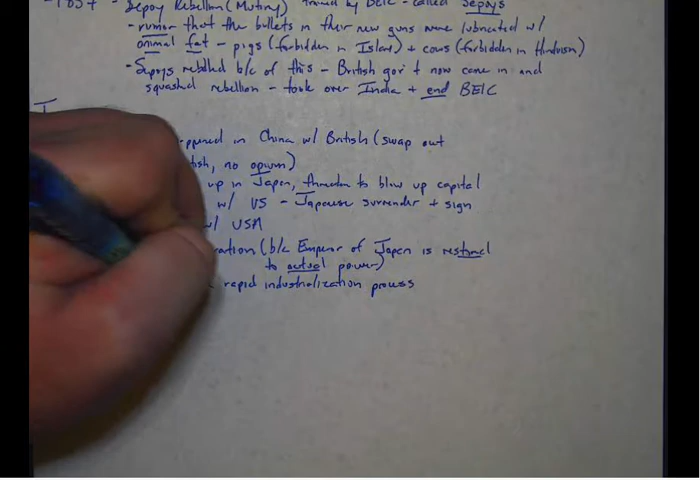 -1857 - Sepoy Rebellion (Mutiny) trained by BEIC - called Sepoys
- rumor that the bullets in their new guns were lubricated w/
animal fat - pigs (forbidden in Islam) + cows (forbidden in Hinduism)
- Sepoys rebelled b/c of this - British gov't now came in and
squashed rebellion - took over India + end BEIC
J
ppened in China w/ British (swap out
tish, no opium)
up in Japan, threaten to blow up capital
w/ US - Japanese surrender + sign
w/ USA
ration (b/c Emperor of Japan is restored
to actual power)
rapid industrialization process